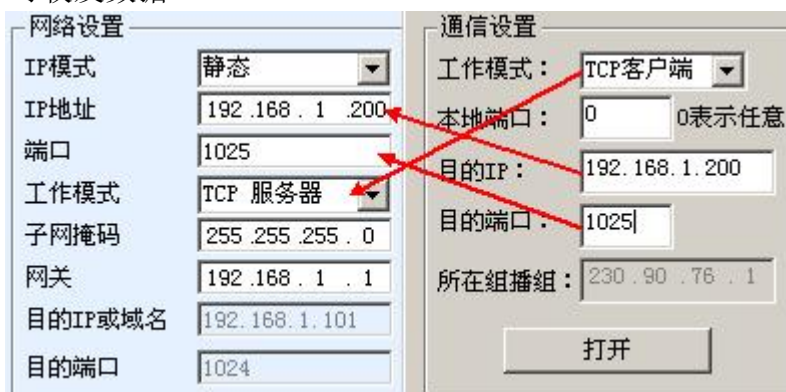 网络设置
IP模式 静态
IP地址 192 .168 . 1 .200
端口 1025
工作模式 TCP 服务器
子网掩码 255 .255 .255 . 0
网关 192 .168 . 1 . 1
目的IP或域名 192.168.1.101
目的端口 1024
通信设置
工作模式： TCP客户端
本地端口： 0 0表示任意
目的IP： 192.168.1.200
目的端口： 1025
所在组播组： 230 . 90 . 76 . 1
打开